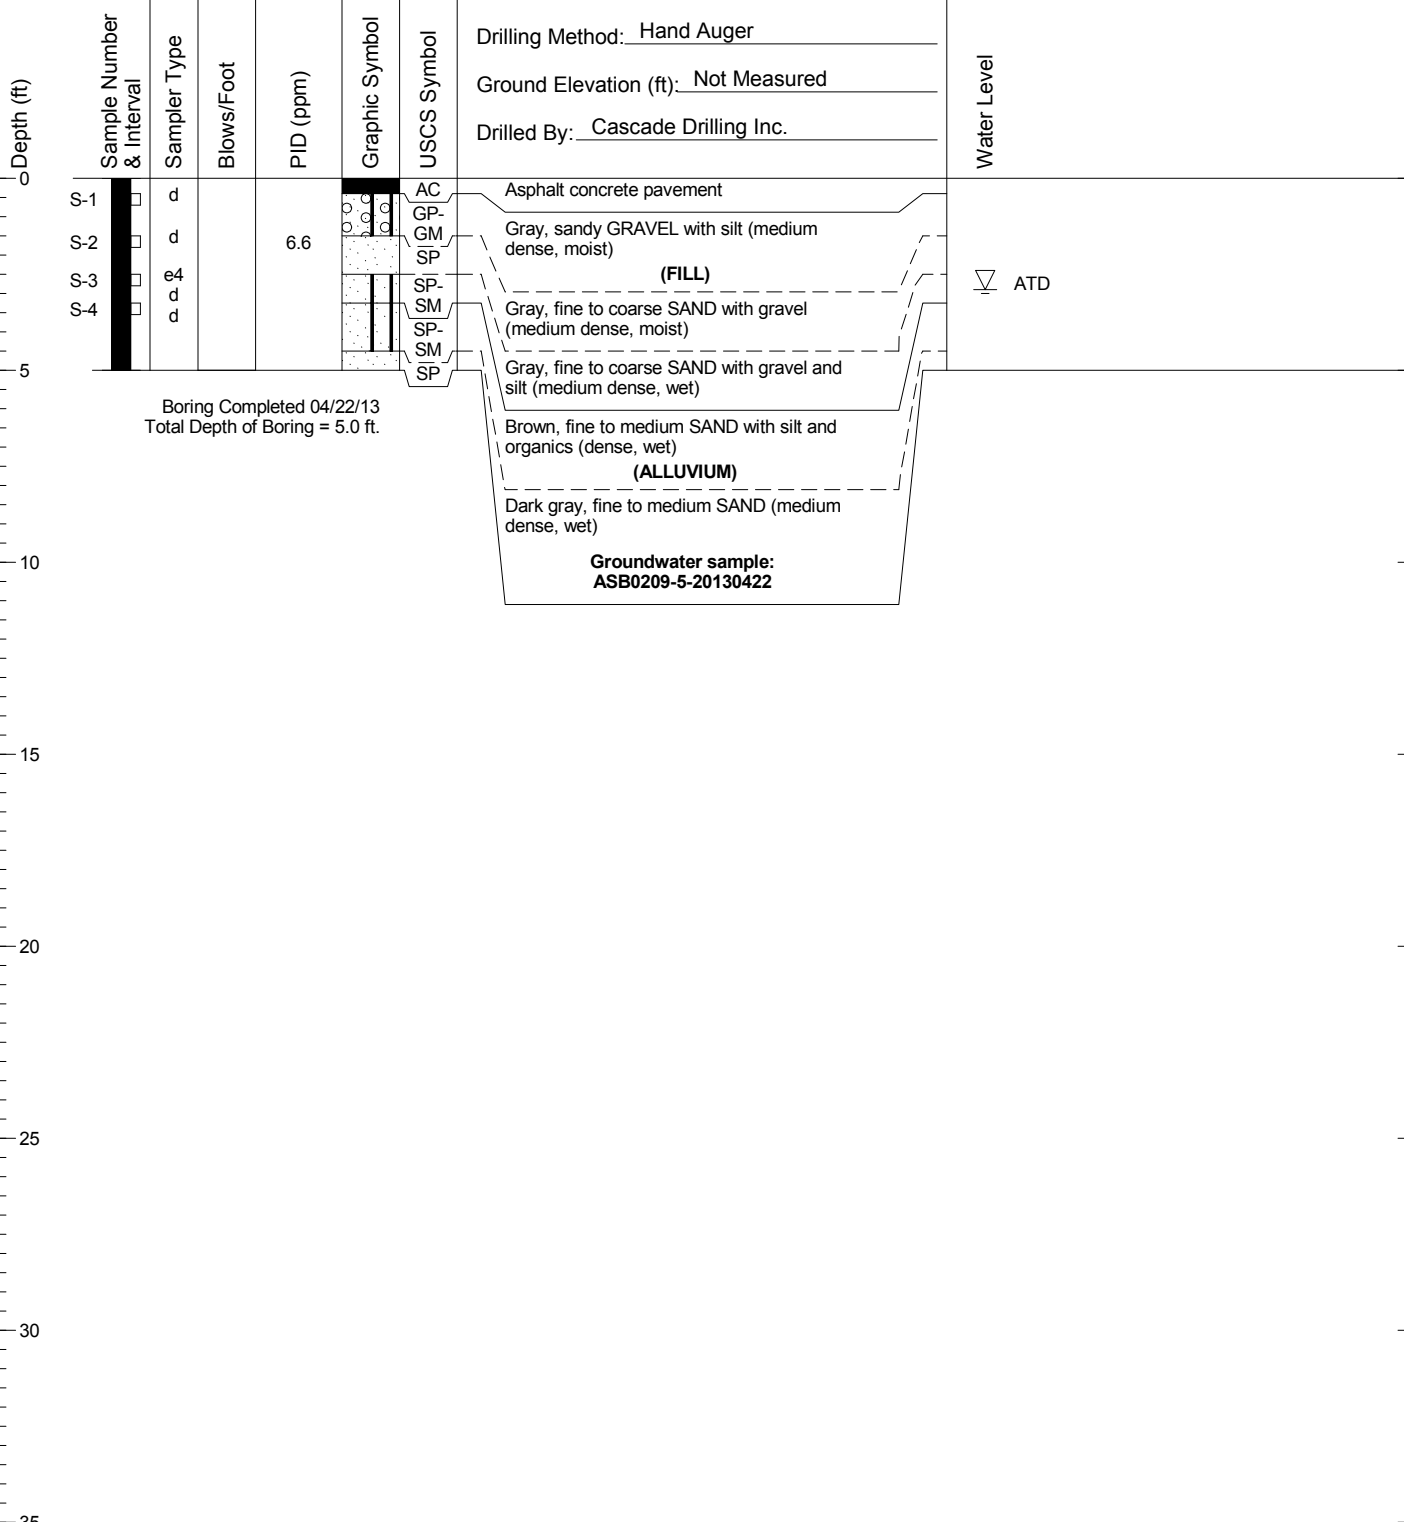 Depth (ft)
Sample Number
& Interval
Sampler Type
Blows/Foot
PID (ppm)
Graphic Symbol
USCS Symbol
Drilling Method: Hand Auger
Ground Elevation (ft): Not Measured
Drilled By: Cascade Drilling Inc.
Water Level
0
S-1 d
S-2 d 6.6
S-3 e4
d
S-4 d
AC
GP-
GM
SP
SP-
SM
SP-
SM
SP
Asphalt concrete pavement
Gray, sandy GRAVEL with silt (medium
dense, moist)
(FILL)
Gray, fine to coarse SAND with gravel
(medium dense, moist)
Gray, fine to coarse SAND with gravel and
silt (medium dense, wet)
Brown, fine to medium SAND with silt and
organics (dense, wet)
(ALLUVIUM)
Dark gray, fine to medium SAND (medium
dense, wet)
Groundwater sample:
ASB0209-5-20130422
ATD
5
Boring Completed 04/22/13
Total Depth of Boring = 5.0 ft.
10
15
20
25
30
35